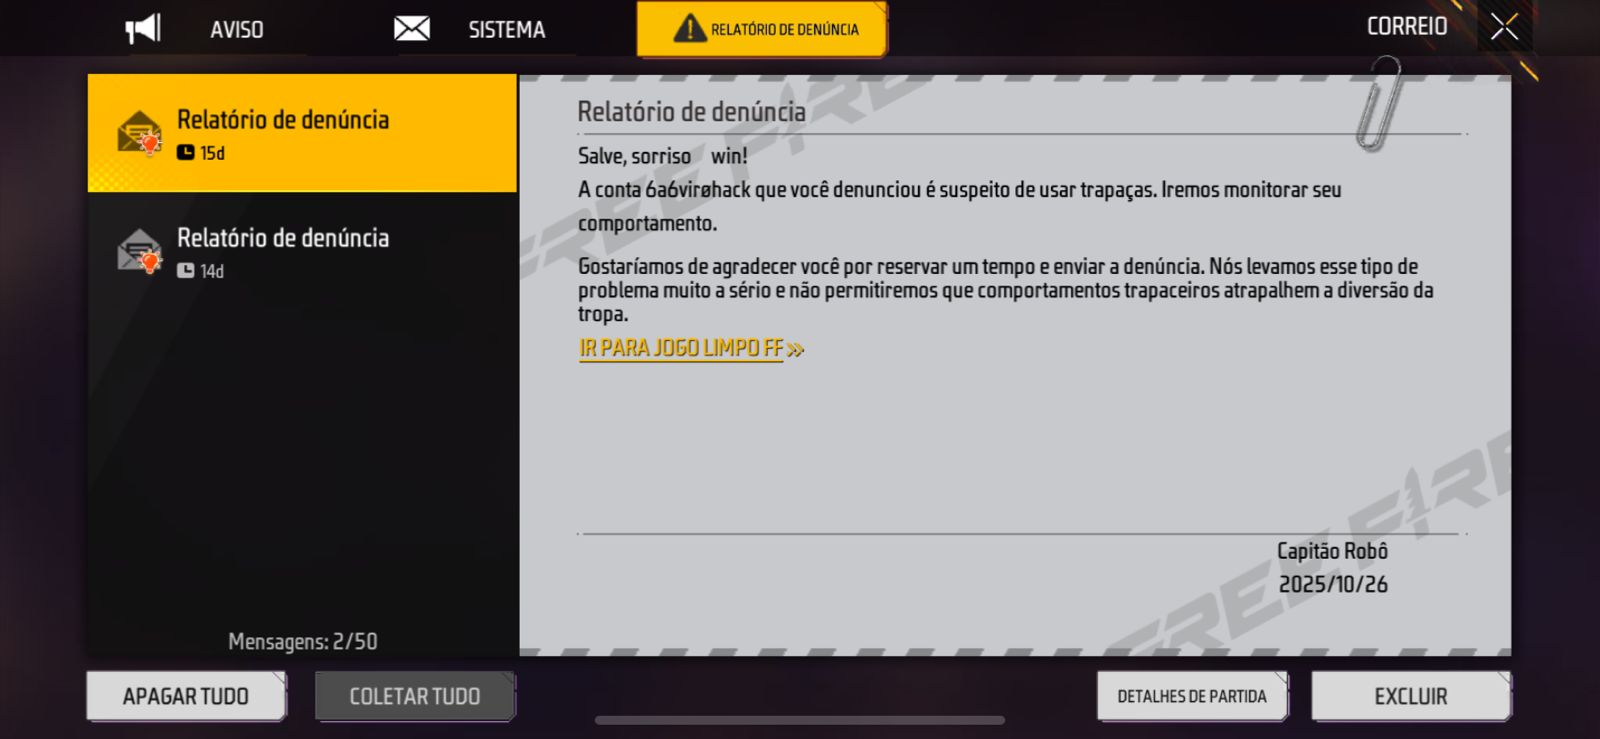 AVISO
SISTEMA
RELATÓRIO DE DENÚNCIA
CORREIO
Relatório de denúncia
15d
Relatório de denúncia
14d
Mensagens: 2/50
Relatório de denúncia
Salve, sorriso win!
A conta 6a6virøhack que você denunciou é suspeito de usar trapaças. Iremos monitorar seu
comportamento.
Gostaríamos de agradecer você por reservar um tempo e enviar a denúncia. Nós levamos esse tipo de
problema muito a sério e não permitiremos que comportamentos trapaceiros atrapalhem a diversão da
tropa.
IR PARA JOGO LIMPO FF
FREE FIRE
FREE FIRE
Capitão Robô
2025/10/26
APAGAR TUDO
COLETAR TUDO
DETALHES DE PARTIDA
EXCLUIR